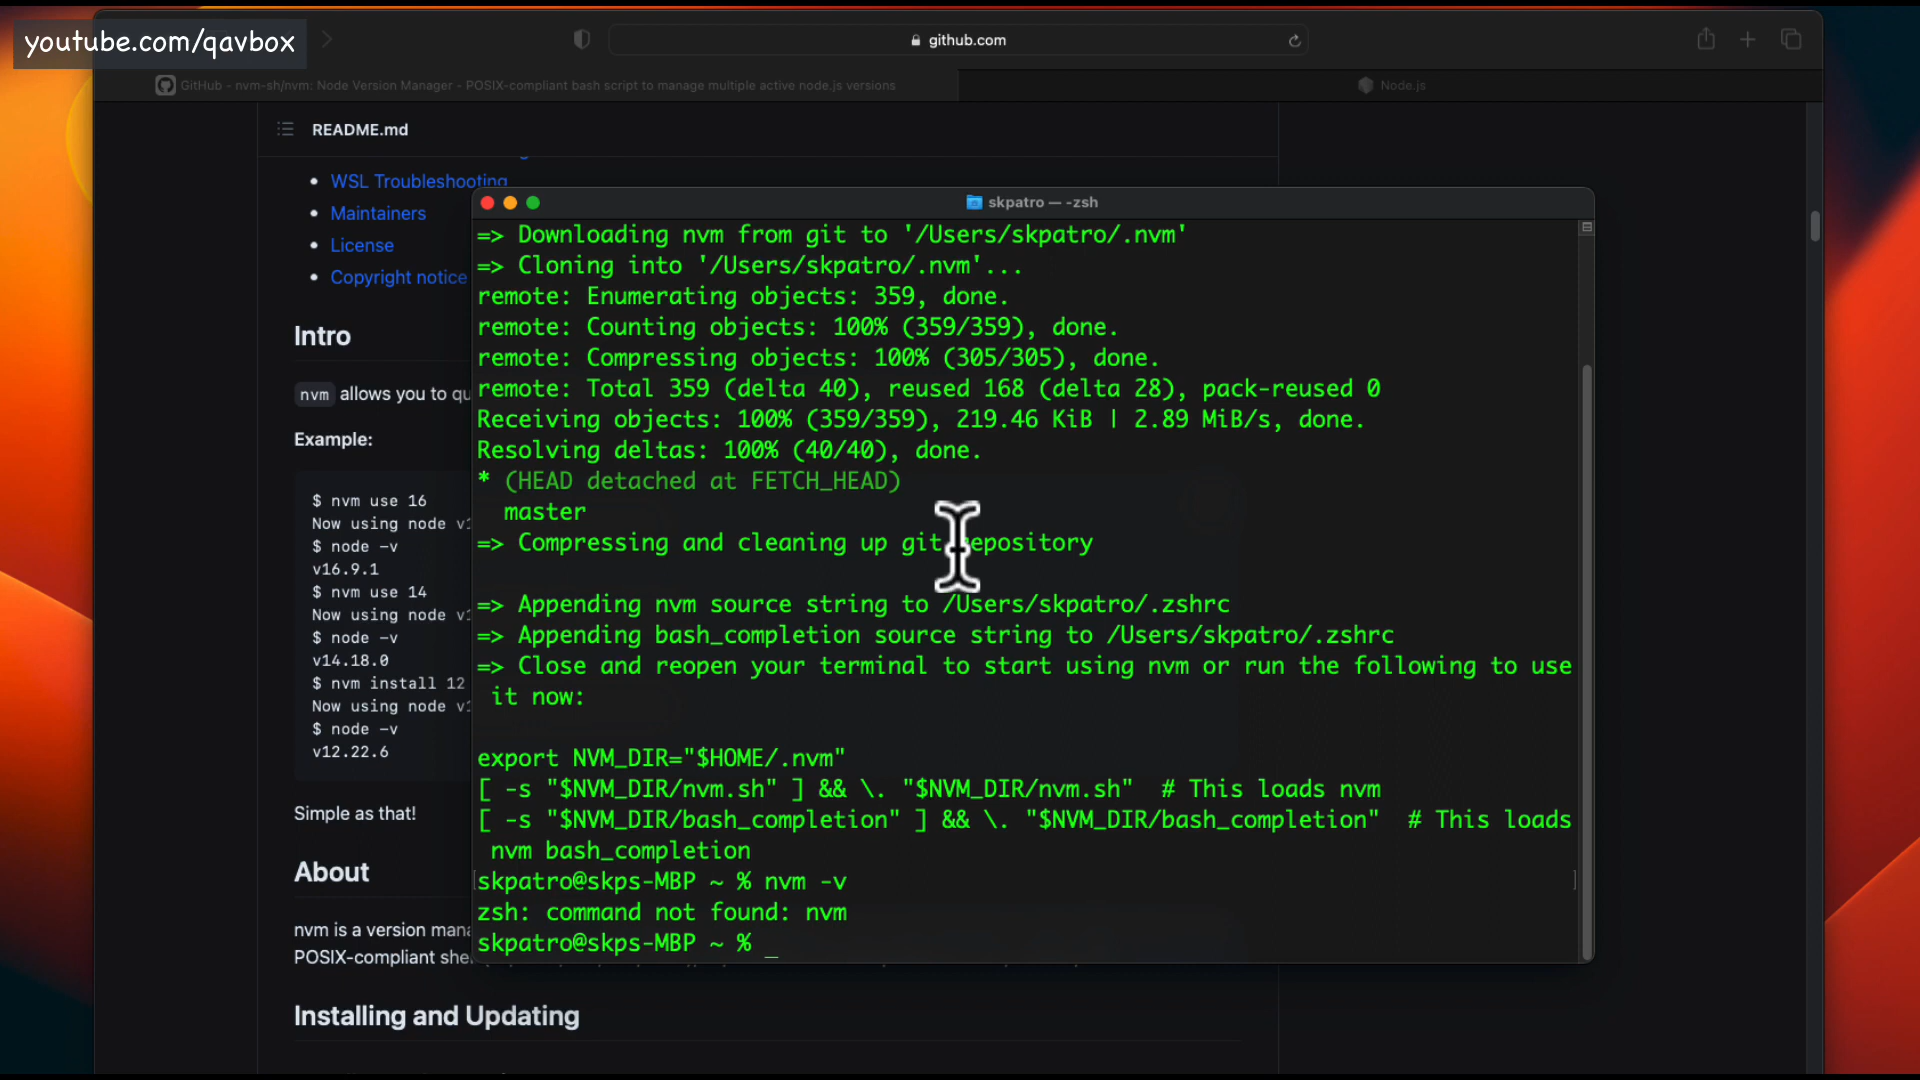 youtube.com/qavbox
github.com
GitHub - nvm-sh/nvm: Node Version Manager - POSIX-compliant bash script to manage multiple active node.js versions
Node.js
README.md
WSL Troubleshooting
Maintainers
License
Copyright notice
Intro
nvm allows you to qu
Example:
$ nvm use 16
Now using node v1
$ node -v
v16.9.1
$ nvm use 14
Now using node v1
$ node -v
v14.18.0
$ nvm install 12
Now using node v1
$ node -v
v12.22.6
Simple as that!
About
nvm is a version mana
POSIX-compliant she
Installing and Updating
skpatro — -zsh
=> Downloading nvm from git to '/Users/skpatro/.nvm'
=> Cloning into '/Users/skpatro/.nvm'...
remote: Enumerating objects: 359, done.
remote: Counting objects: 100% (359/359), done.
remote: Compressing objects: 100% (305/305), done.
remote: Total 359 (delta 40), reused 168 (delta 28), pack-reused 0
Receiving objects: 100% (359/359), 219.46 KiB | 2.89 MiB/s, done.
Resolving deltas: 100% (40/40), done.
* (HEAD detached at FETCH_HEAD)
master
=> Compressing and cleaning up git repository
=> Appending nvm source string to /Users/skpatro/.zshrc
=> Appending bash_completion source string to /Users/skpatro/.zshrc
=> Close and reopen your terminal to start using nvm or run the following to use
it now:
export NVM_DIR="$HOME/.nvm"
[ -s "$NVM_DIR/nvm.sh" ] && \. "$NVM_DIR/nvm.sh"  # This loads nvm
[ -s "$NVM_DIR/bash_completion" ] && \. "$NVM_DIR/bash_completion"  # This loads
nvm bash_completion
skpatro@skps-MBP ~ % nvm -v
zsh: command not found: nvm
skpatro@skps-MBP ~ % _